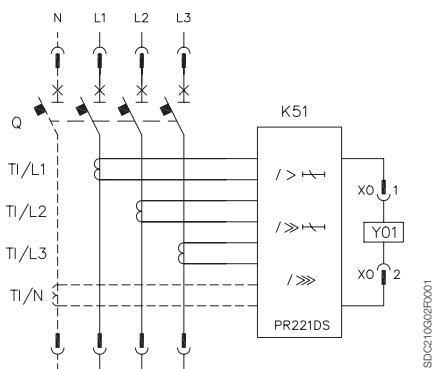 N L1 L2 L3
K51
Q
TI/L1
/ >
X0 1
TI/L2
/ ≫
Y01
TI/L3
X0 2
/ ⋙
TI/N
PR221DS
SDC210G02F0001